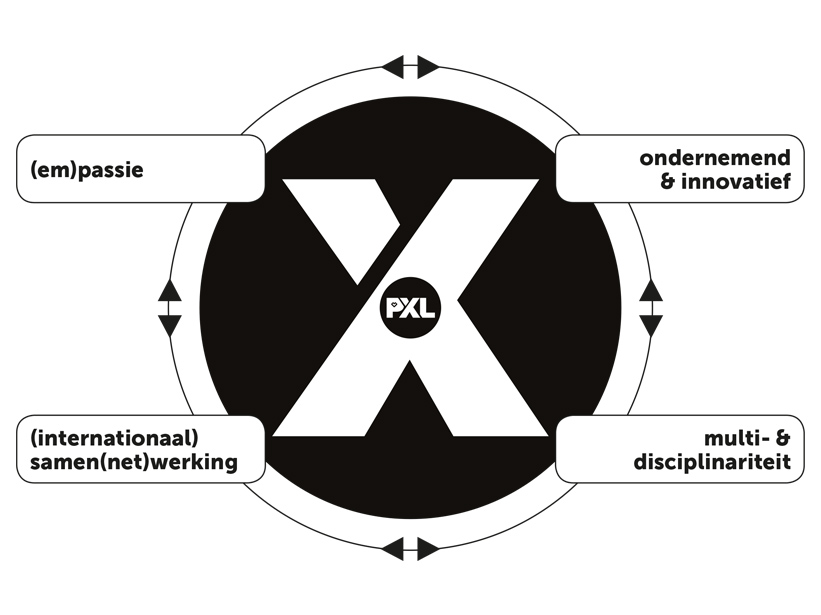 (em)passie
ondernemend
& innovatief
X
PXL
(internationaal)
samen(net)werking
multi- &
disciplinariteit